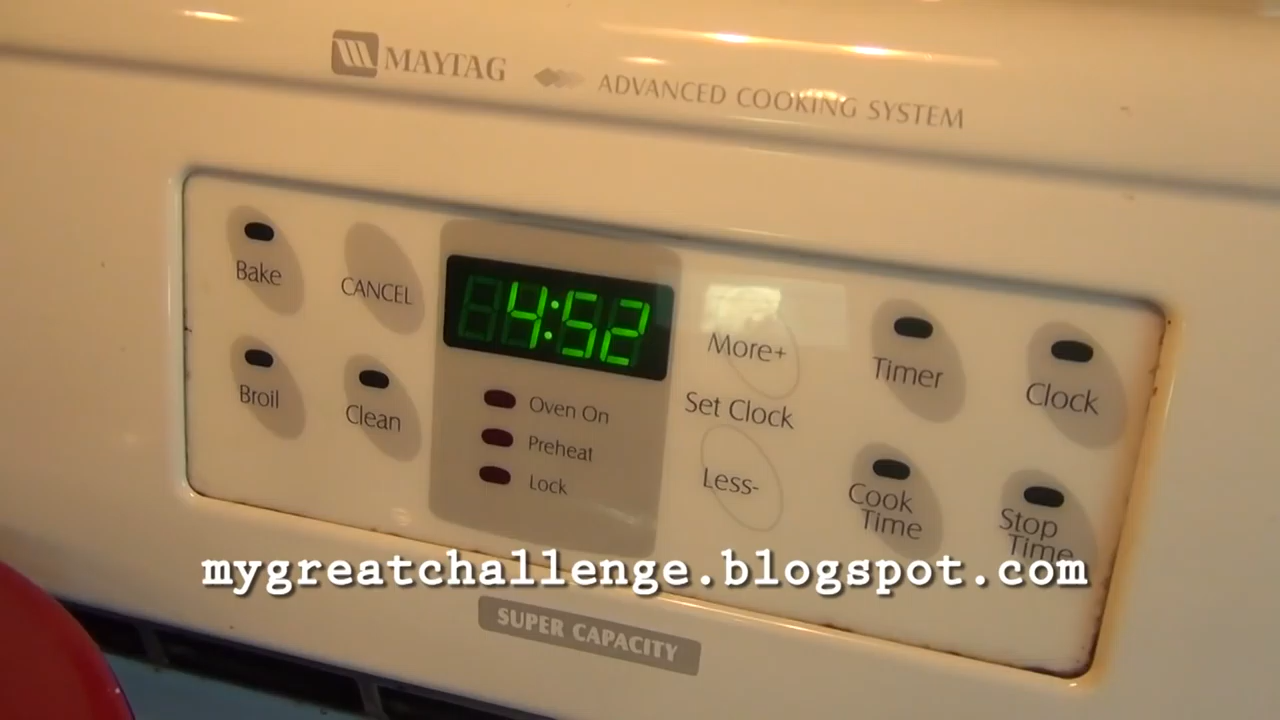 MAYTAG ADVANCED COOKING SYSTEM
Bake
CANCEL
4:52
More+
Timer
Clock
Broil
Clean
Oven On
Preheat
Lock
Set Clock
Less-
Cook
Time
Stop
Time
mygreatchallenge.blogspot.com
SUPER CAPACITY